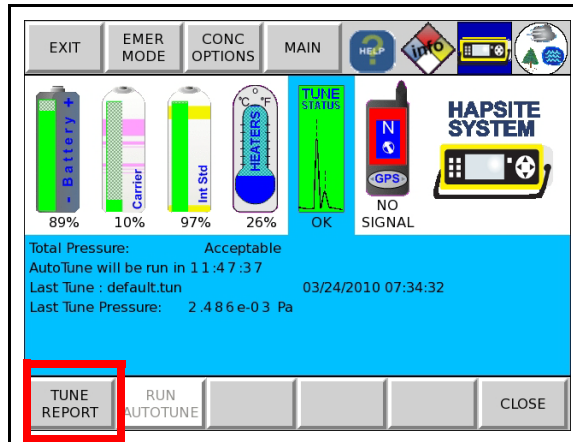 EXIT
EMER
MODE
CONC
OPTIONS
MAIN
HELP
info
- Battery +
Carrier
Int Std
°C °F
HEATERS
TUNE
STATUS
N
GPS
HAPSITE
SYSTEM
89%
10%
97%
26%
OK
NO
SIGNAL
Total Pressure: Acceptable
AutoTune will be run in 11:47:37
Last Tune : default.tun 03/24/2010 07:34:32
Last Tune Pressure: 2.486e-03 Pa
TUNE
REPORT
RUN
AUTOTUNE
CLOSE